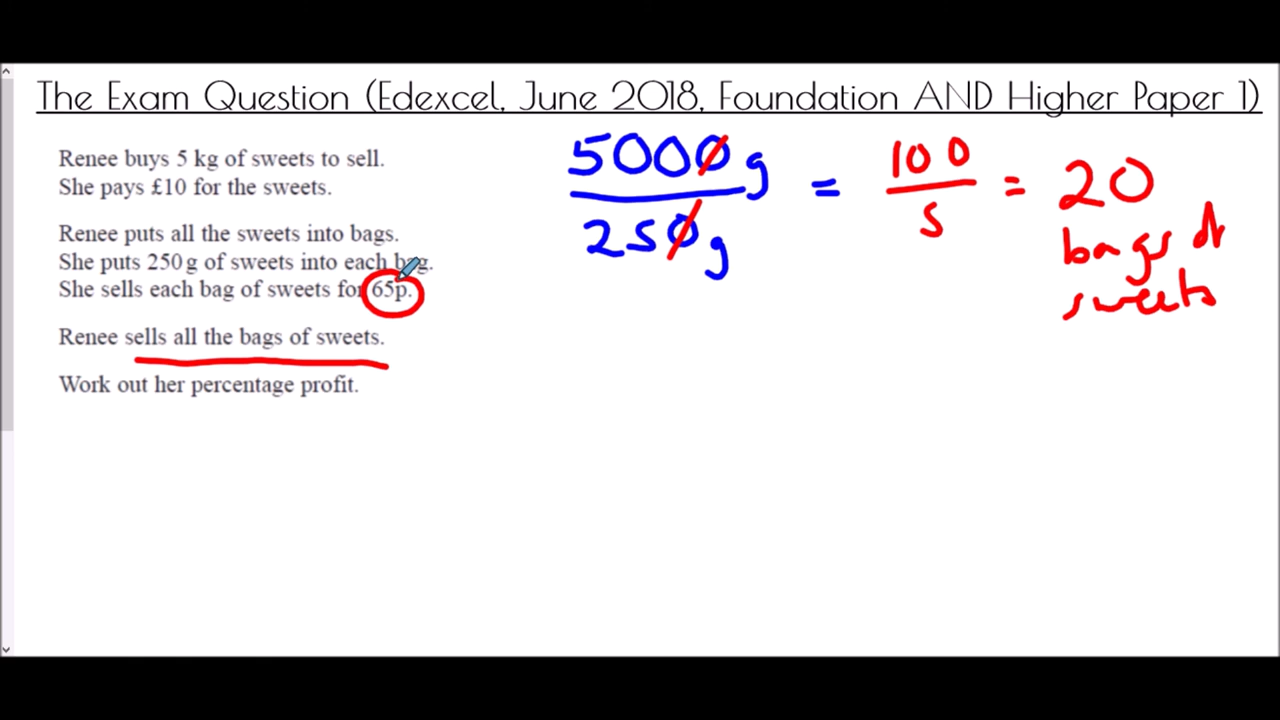 The Exam Question (Edexcel, June 2018, Foundation AND Higher Paper 1)
Renee buys 5 kg of sweets to sell.
She pays £10 for the sweets.
Renee puts all the sweets into bags.
She puts 250 g of sweets into each bag.
She sells each bag of sweets for 65p.
Renee sells all the bags of sweets.
Work out her percentage profit.
5000g
250g
=
100
5
= 20
bags of
sweets